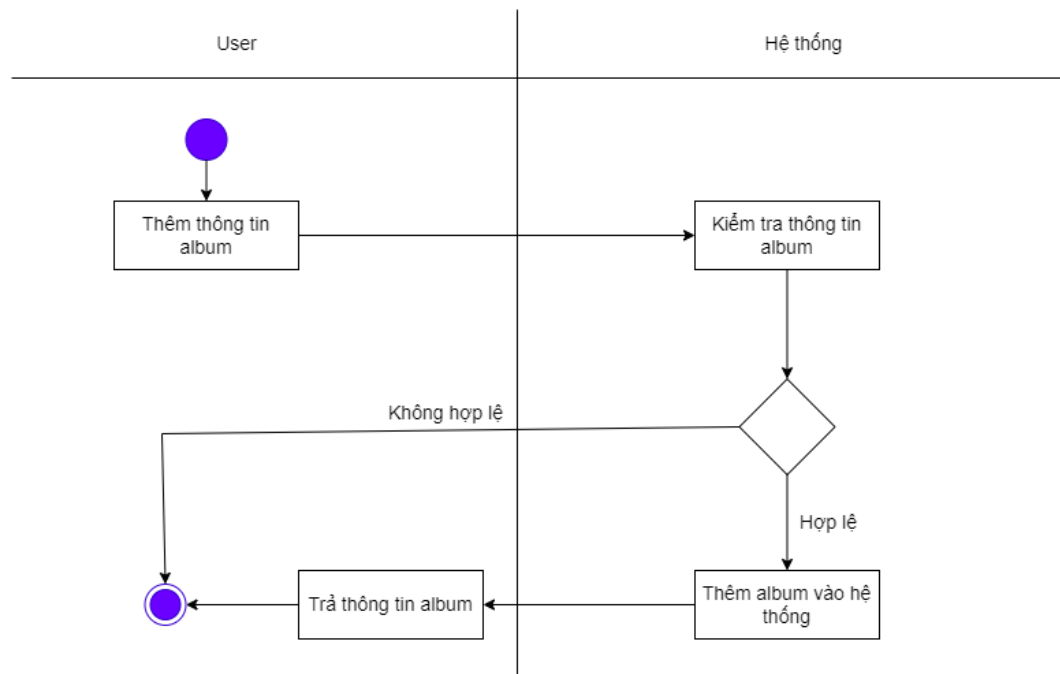 User
Hệ thống
Thêm thông tin
album
Kiểm tra thông tin
album
Không hợp lệ
Hợp lệ
Trả thông tin album
Thêm album vào hệ
thống